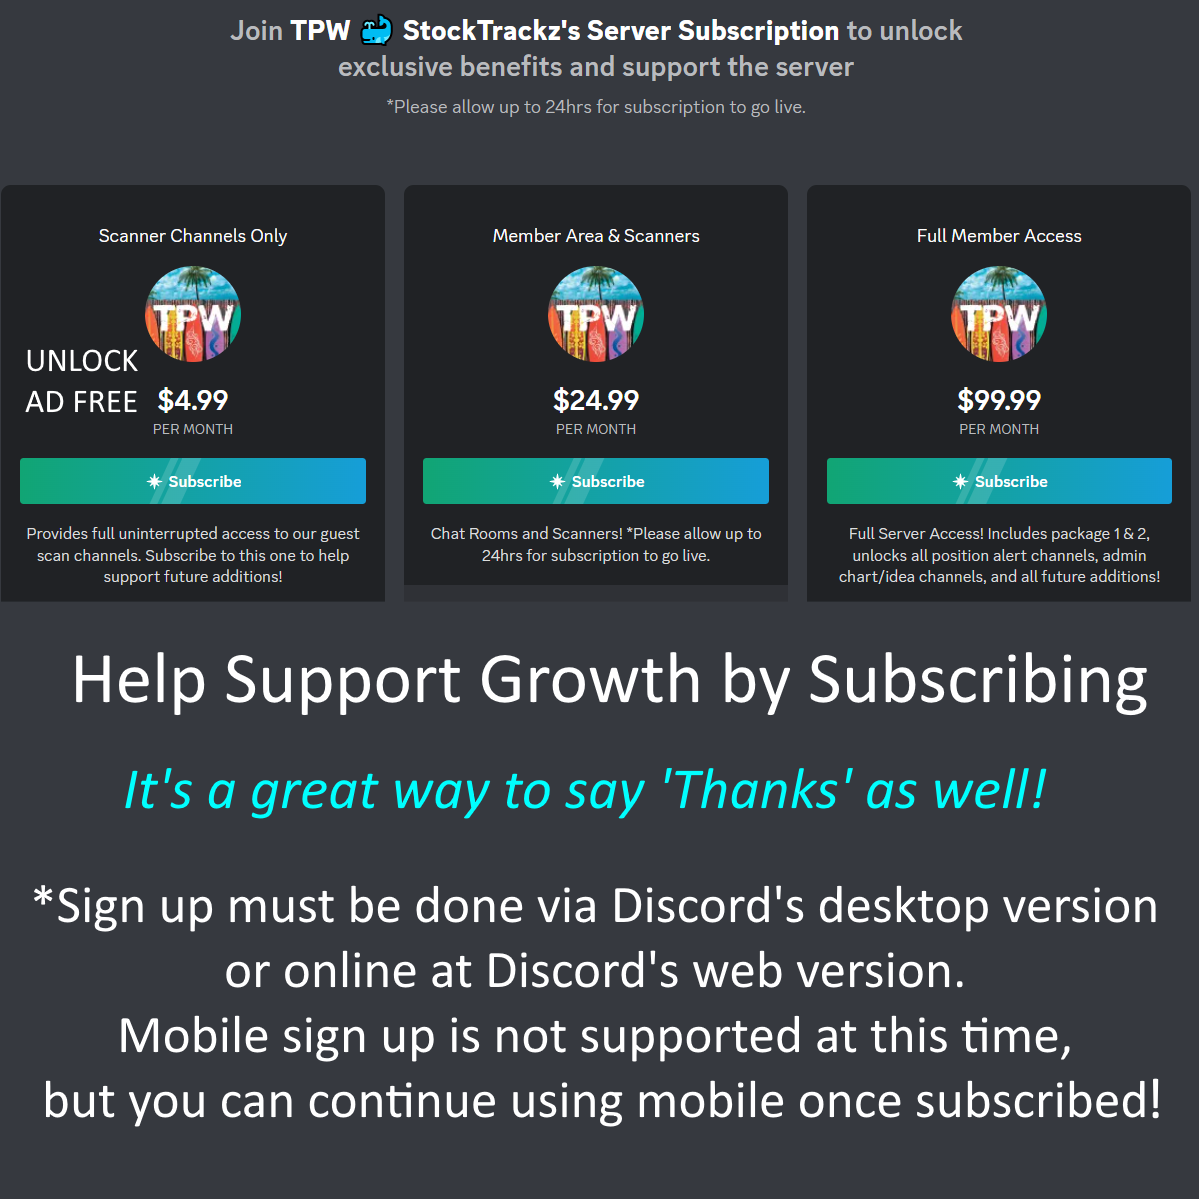 Join TPW 🐳 StockTrackz's Server Subscription to unlock
exclusive benefits and support the server
*Please allow up to 24hrs for subscription to go live.
Scanner Channels Only
TPW
UNLOCK
AD FREE
$4.99
PER MONTH
Subscribe
Provides full uninterrupted access to our guest
scan channels. Subscribe to this one to help
support future additions!
Member Area & Scanners
TPW
$24.99
PER MONTH
Subscribe
Chat Rooms and Scanners! *Please allow up to
24hrs for subscription to go live.
Full Member Access
TPW
$99.99
PER MONTH
Subscribe
Full Server Access! Includes package 1 & 2,
unlocks all position alert channels, admin
chart/idea channels, and all future additions!
Help Support Growth by Subscribing
It's a great way to say 'Thanks' as well!
*Sign up must be done via Discord's desktop version
or online at Discord's web version.
Mobile sign up is not supported at this time,
but you can continue using mobile once subscribed!